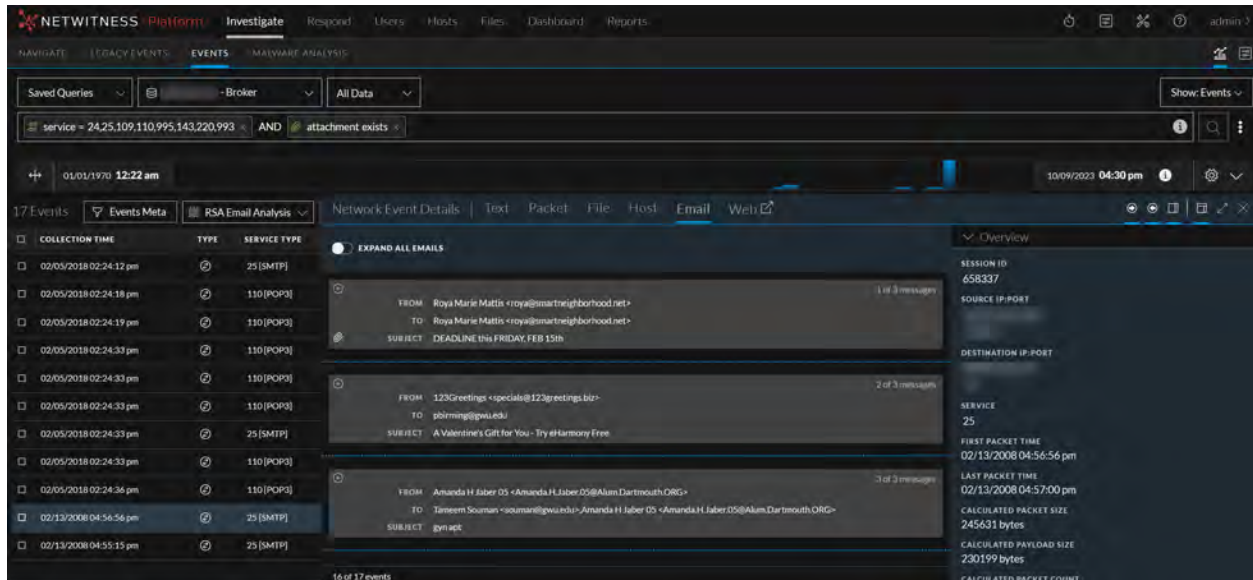 NETWITNESS Platform Investigate Respond Users Hosts Files Dashboard Reports admin
NAVIGATE LEGACY EVENTS EVENTS MALWARE ANALYSIS
Saved Queries - Broker All Data Show: Events
service = 24,25,109,110,995,143,220,993 AND attachment exists
01/01/1970 12:22 am 10/09/2023 04:30 pm
17 Events Events Meta RSA Email Analysis Network Event Details Text Packet File Host Email Web
COLLECTION TIME TYPE SERVICE TYPE
02/05/2018 02:24:12 pm 25 [SMTP]
02/05/2018 02:24:18 pm 110 [POP3]
02/05/2018 02:24:19 pm 110 [POP3]
02/05/2018 02:24:33 pm 110 [POP3]
02/05/2018 02:24:33 pm 110 [POP3]
02/05/2018 02:24:33 pm 110 [POP3]
02/05/2018 02:24:33 pm 25 [SMTP]
02/05/2018 02:24:33 pm 110 [POP3]
02/05/2018 02:24:36 pm 110 [POP3]
02/13/2008 04:56:56 pm 25 [SMTP]
02/13/2008 04:55:15 pm 25 [SMTP]
EXPAND ALL EMAILS
1 of 3 messages
FROM Roya Marie Mattis <roya@smartneighborhood.net>
TO Roya Marie Mattis <roya@smartneighborhood.net>
SUBJECT DEADLINE this FRIDAY, FEB 15th
2 of 3 messages
FROM 123Greetings <specials@123greetings.biz>
TO pbirming@gwu.edu
SUBJECT A Valentine's Gift for You - Try eHarmony Free
3 of 3 messages
FROM Amanda H Jaber 05 <Amanda.H.Jaber.05@Alum.Dartmouth.ORG>
TO Tameem Souman <souman@gwu.edu>,Amanda H Jaber 05 <Amanda.H.Jaber.05@Alum.Dartmouth.ORG>
SUBJECT gyn apt
16 of 17 events
Overview
SESSION ID
658337
SOURCE IP:PORT
DESTINATION IP:PORT
SERVICE
25
FIRST PACKET TIME
02/13/2008 04:56:56 pm
LAST PACKET TIME
02/13/2008 04:57:00 pm
CALCULATED PACKET SIZE
245631 bytes
CALCULATED PAYLOAD SIZE
230199 bytes
CALCULATED PACKET COUNT